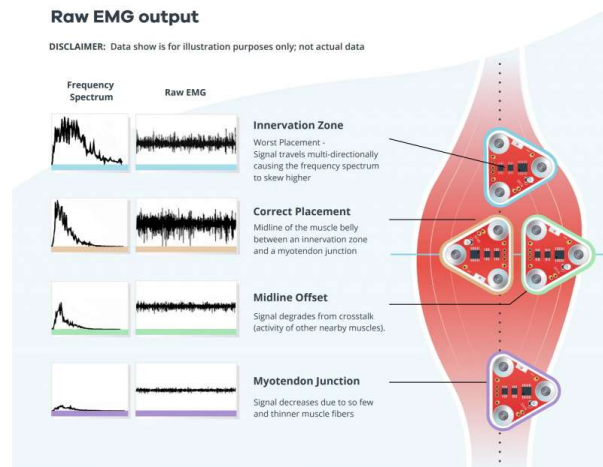 Raw EMG output
DISCLAIMER: Data show is for illustration purposes only; not actual data
Frequency
Spectrum
Raw EMG
Innervation Zone
Worst Placement -
Signal travels multi-directionally
causing the frequency spectrum
to skew higher
Correct Placement
Midline of the muscle belly
between an innervation zone
and a myotendon junction
Midline Offset
Signal degrades from crosstalk
(activity of other nearby muscles).
Myotendon Junction
Signal decreases due to so few
and thinner muscle fibers